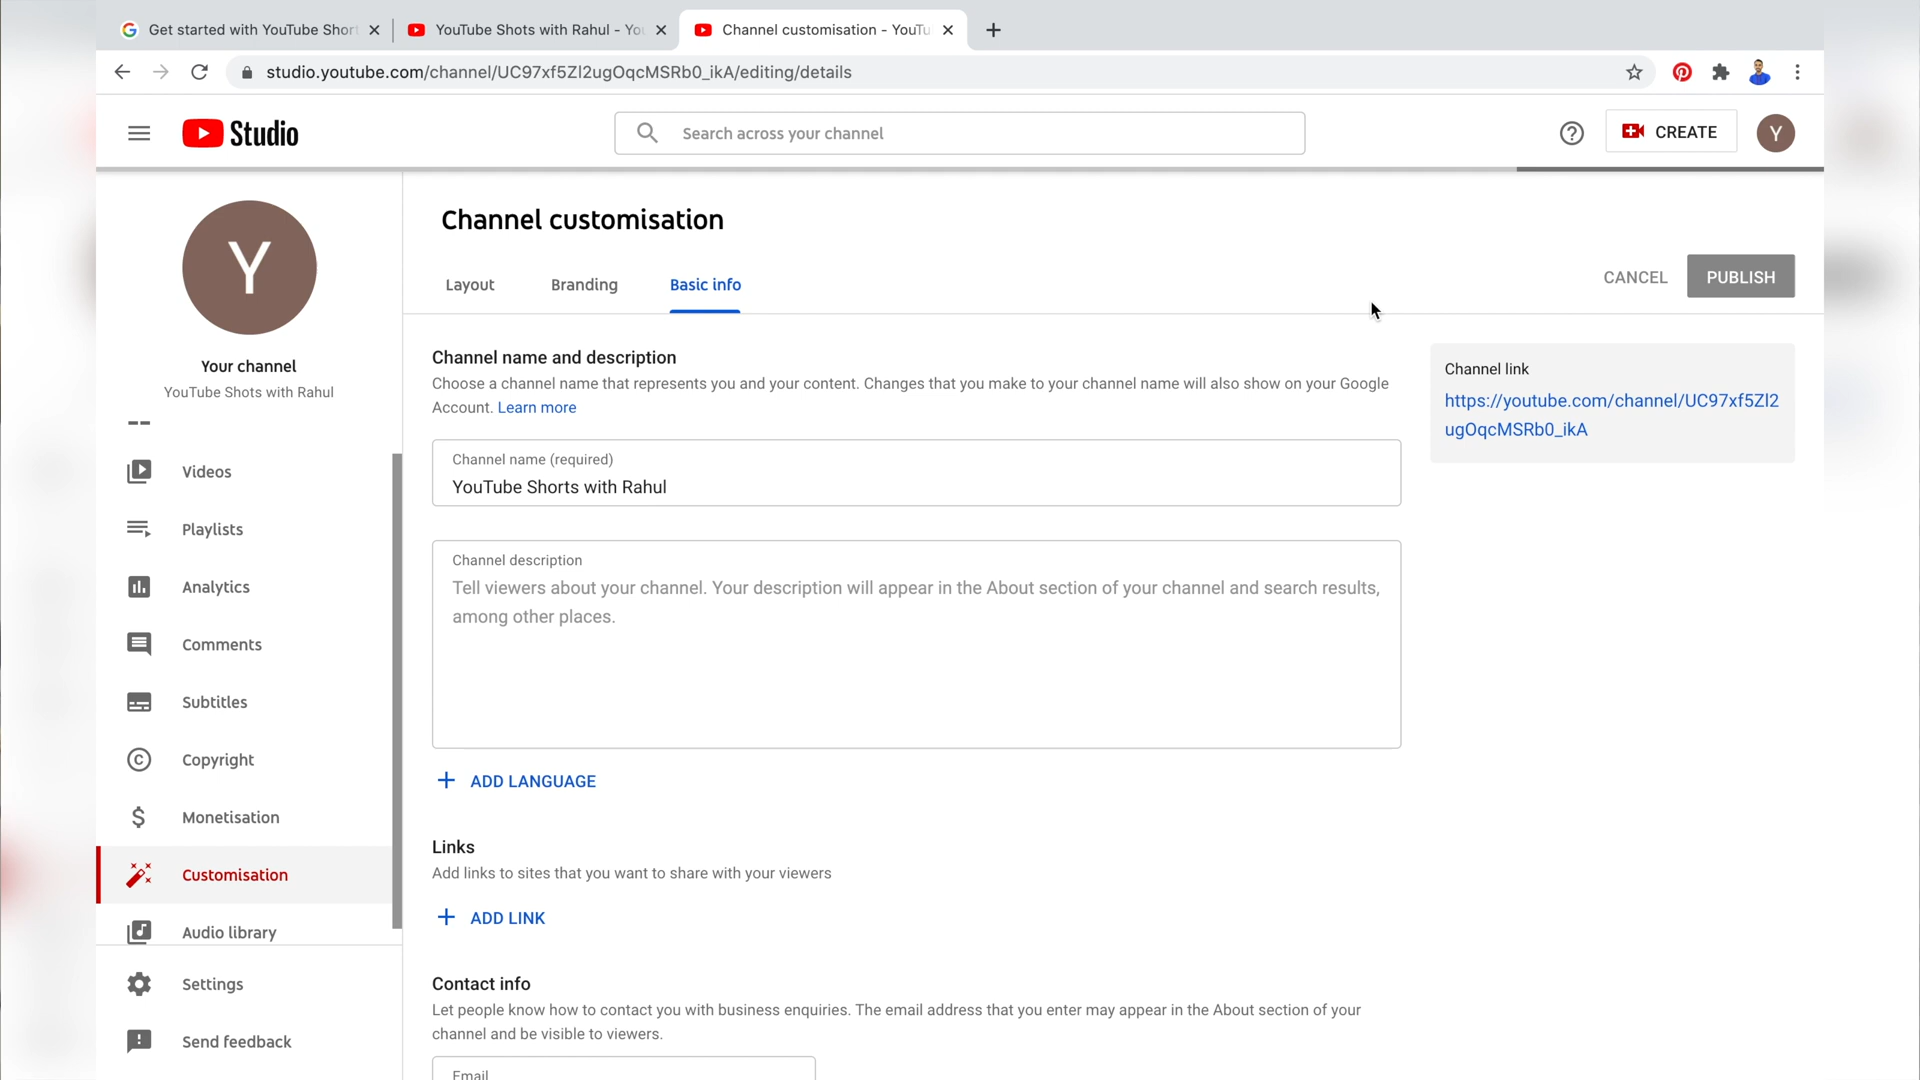 Get started with YouTube Shor
YouTube Shots with Rahul - Yo
Channel customisation - YouTu
studio.youtube.com/channel/UC97xf5ZI2ugOqcMSRb0_ikA/editing/details
Studio
Search across your channel
CREATE
Y
Y
Your channel
YouTube Shots with Rahul
Videos
Playlists
Analytics
Comments
Subtitles
Copyright
Monetisation
Customisation
Audio library
Settings
Send feedback
Channel customisation
Layout
Branding
Basic info
CANCEL
PUBLISH
Channel name and description
Choose a channel name that represents you and your content. Changes that you make to your channel name will also show on your Google
Account. Learn more
Channel name (required)
YouTube Shorts with Rahul
Channel description
Tell viewers about your channel. Your description will appear in the About section of your channel and search results,
among other places.
+ ADD LANGUAGE
Links
Add links to sites that you want to share with your viewers
+ ADD LINK
Contact info
Let people know how to contact you with business enquiries. The email address that you enter may appear in the About section of your
channel and be visible to viewers.
Email
Channel link
https://youtube.com/channel/UC97xf5ZI2
ugOqcMSRb0_ikA